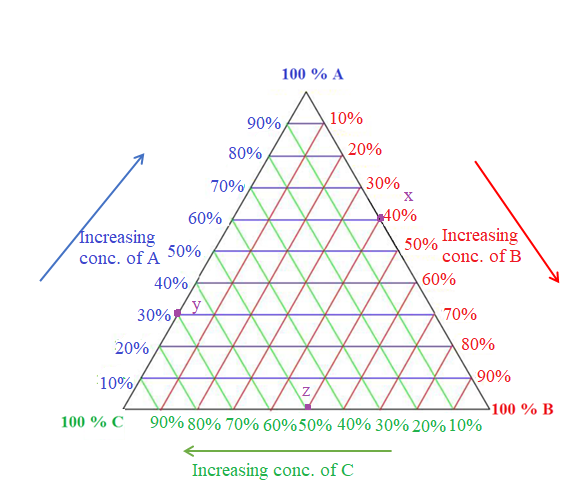 100 % A
90% 10%
80% 20%
70% 30%
x
60% 40%
Increasing
conc. of A
50% 50%
Increasing
conc. of B
40% 60%
30% y 70%
20% 80%
10% 90%
z
100 % C 100 % B
90% 80% 70% 60% 50% 40% 30% 20% 10%
Increasing conc. of C